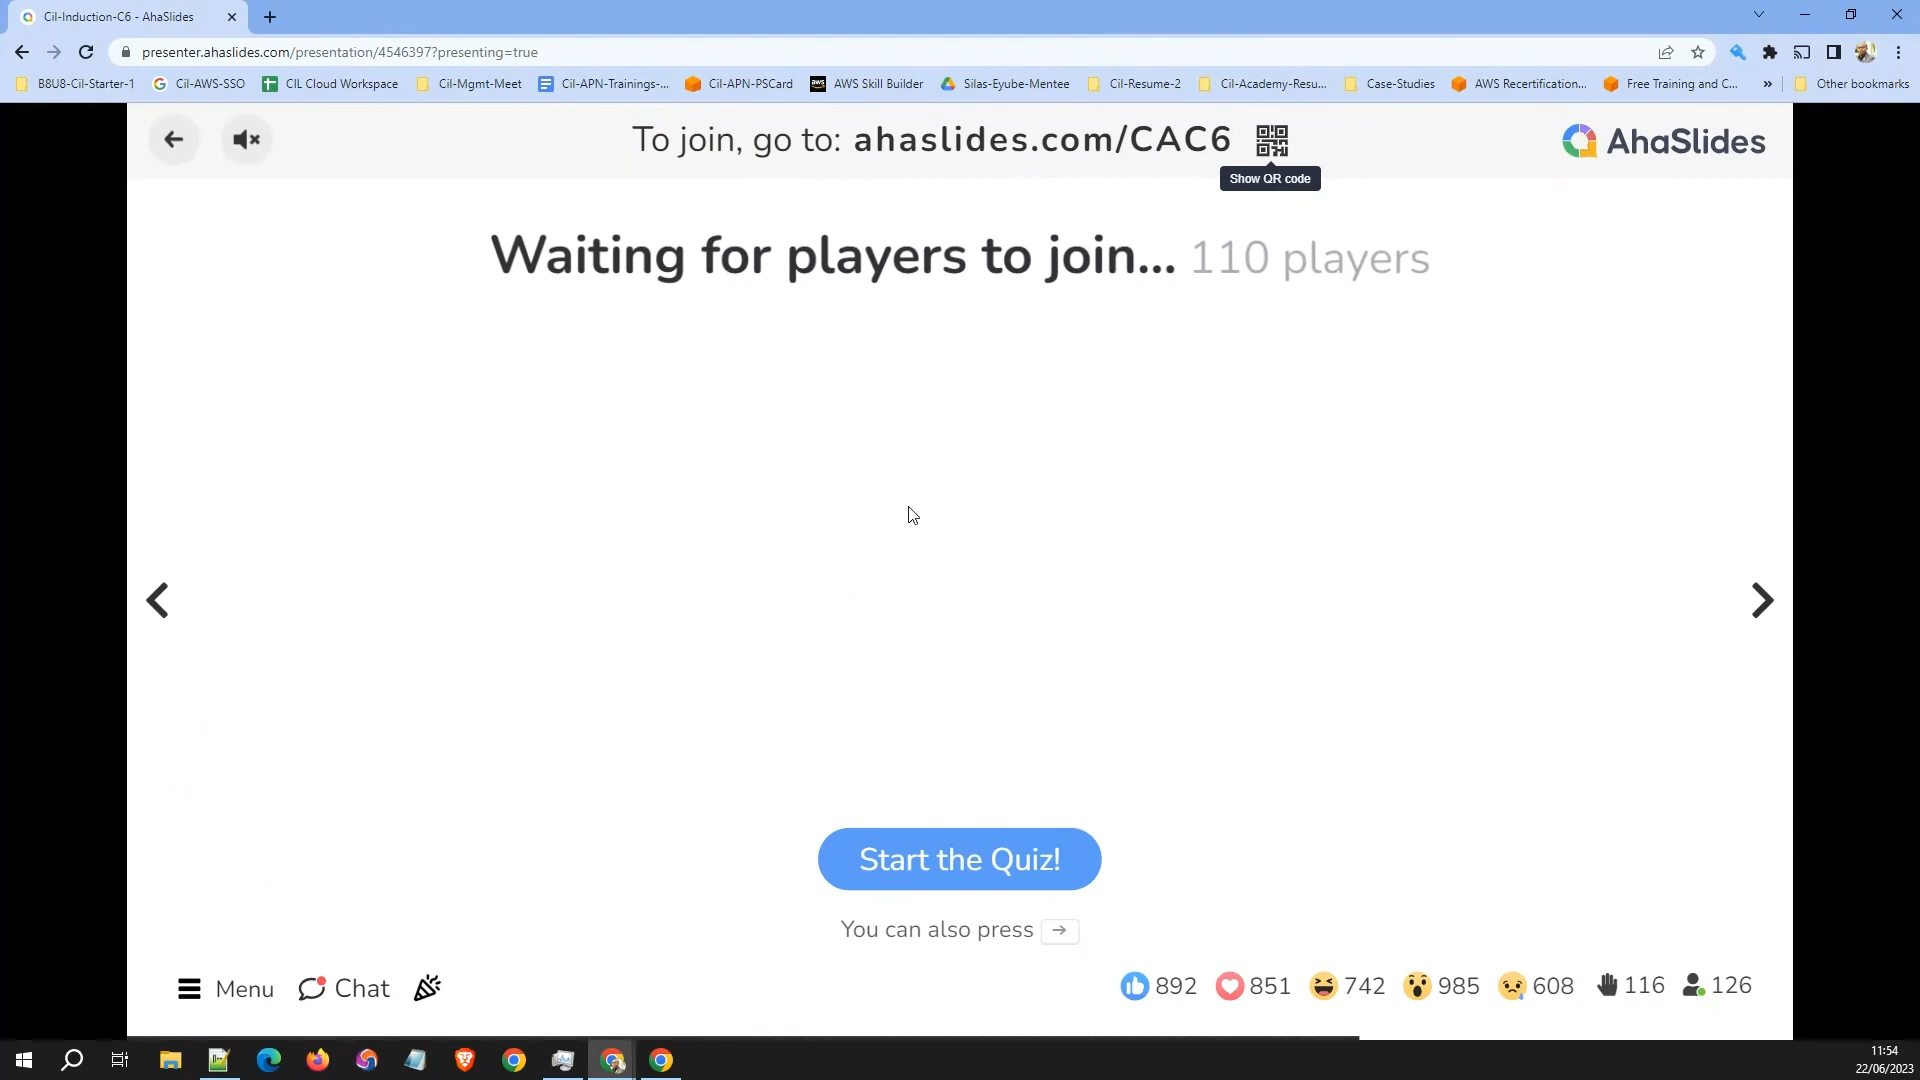 Cil-Induction-C6 - AhaSlides
presenter.ahaslides.com/presentation/4546397?presenting=true
B8U8-Cil-Starter-1 Cil-AWS-SSO CIL Cloud Workspace Cil-Mgmt-Meet Cil-APN-Trainings-... Cil-APN-PSCard aws AWS Skill Builder Silas-Eyube-Mentee Cil-Resume-2 Cil-Academy-Resu... Case-Studies AWS Recertification... Free Training and C... » Other bookmarks
To join, go to: ahaslides.com/CAC6 AhaSlides
Show QR code
Waiting for players to join... 110 players
Start the Quiz!
You can also press →
Menu Chat 892 851 742 985 608 116 126
11:54
22/06/2023